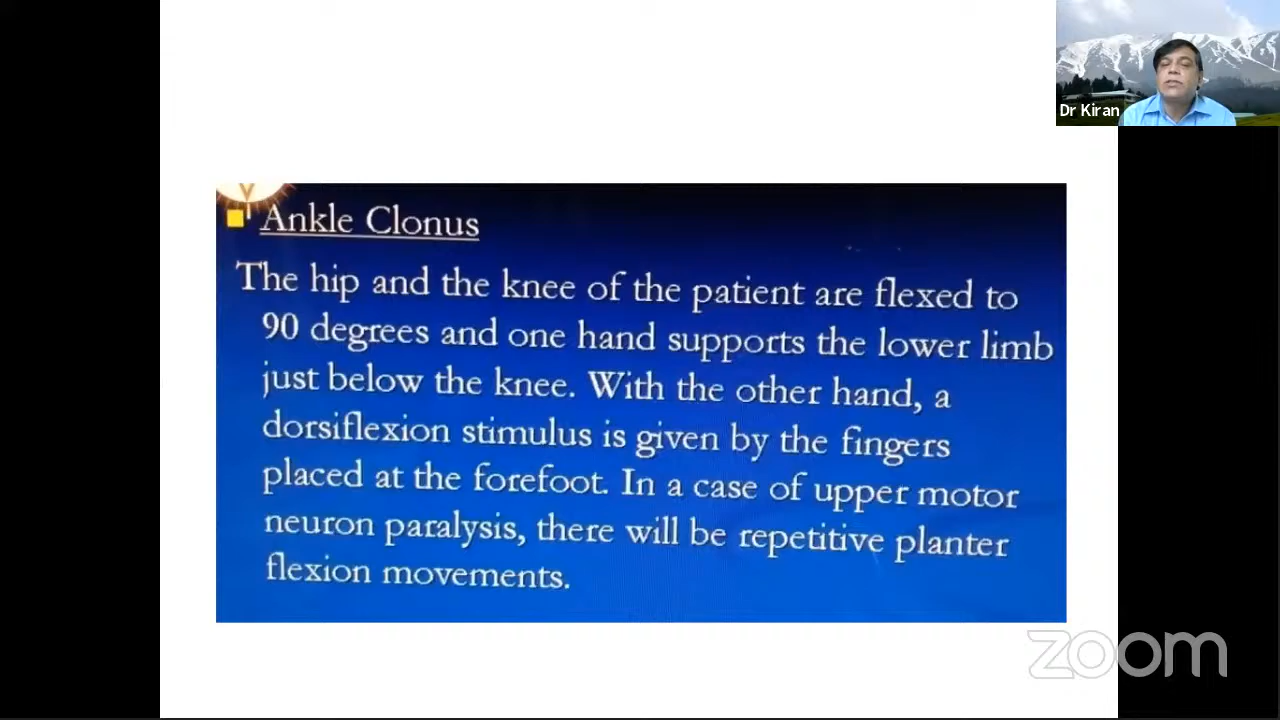 Dr Kiran
Ankle Clonus
The hip and the knee of the patient are flexed to
90 degrees and one hand supports the lower limb
just below the knee. With the other hand, a
dorsiflexion stimulus is given by the fingers
placed at the forefoot. In a case of upper motor
neuron paralysis, there will be repetitive planter
flexion movements.
zoom